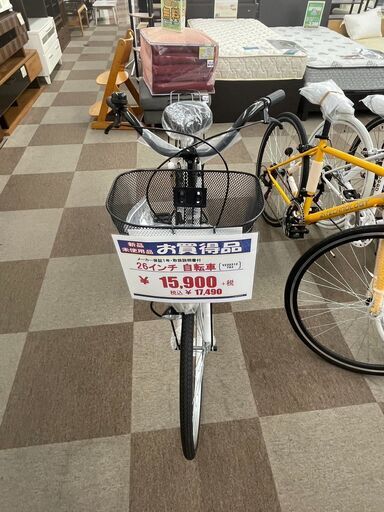 新品
未使用品
お買得品
メーカー保証1年・取扱説明書付
26インチ 自転車
￥ 15,900 +税
税込 ￥ 17,490